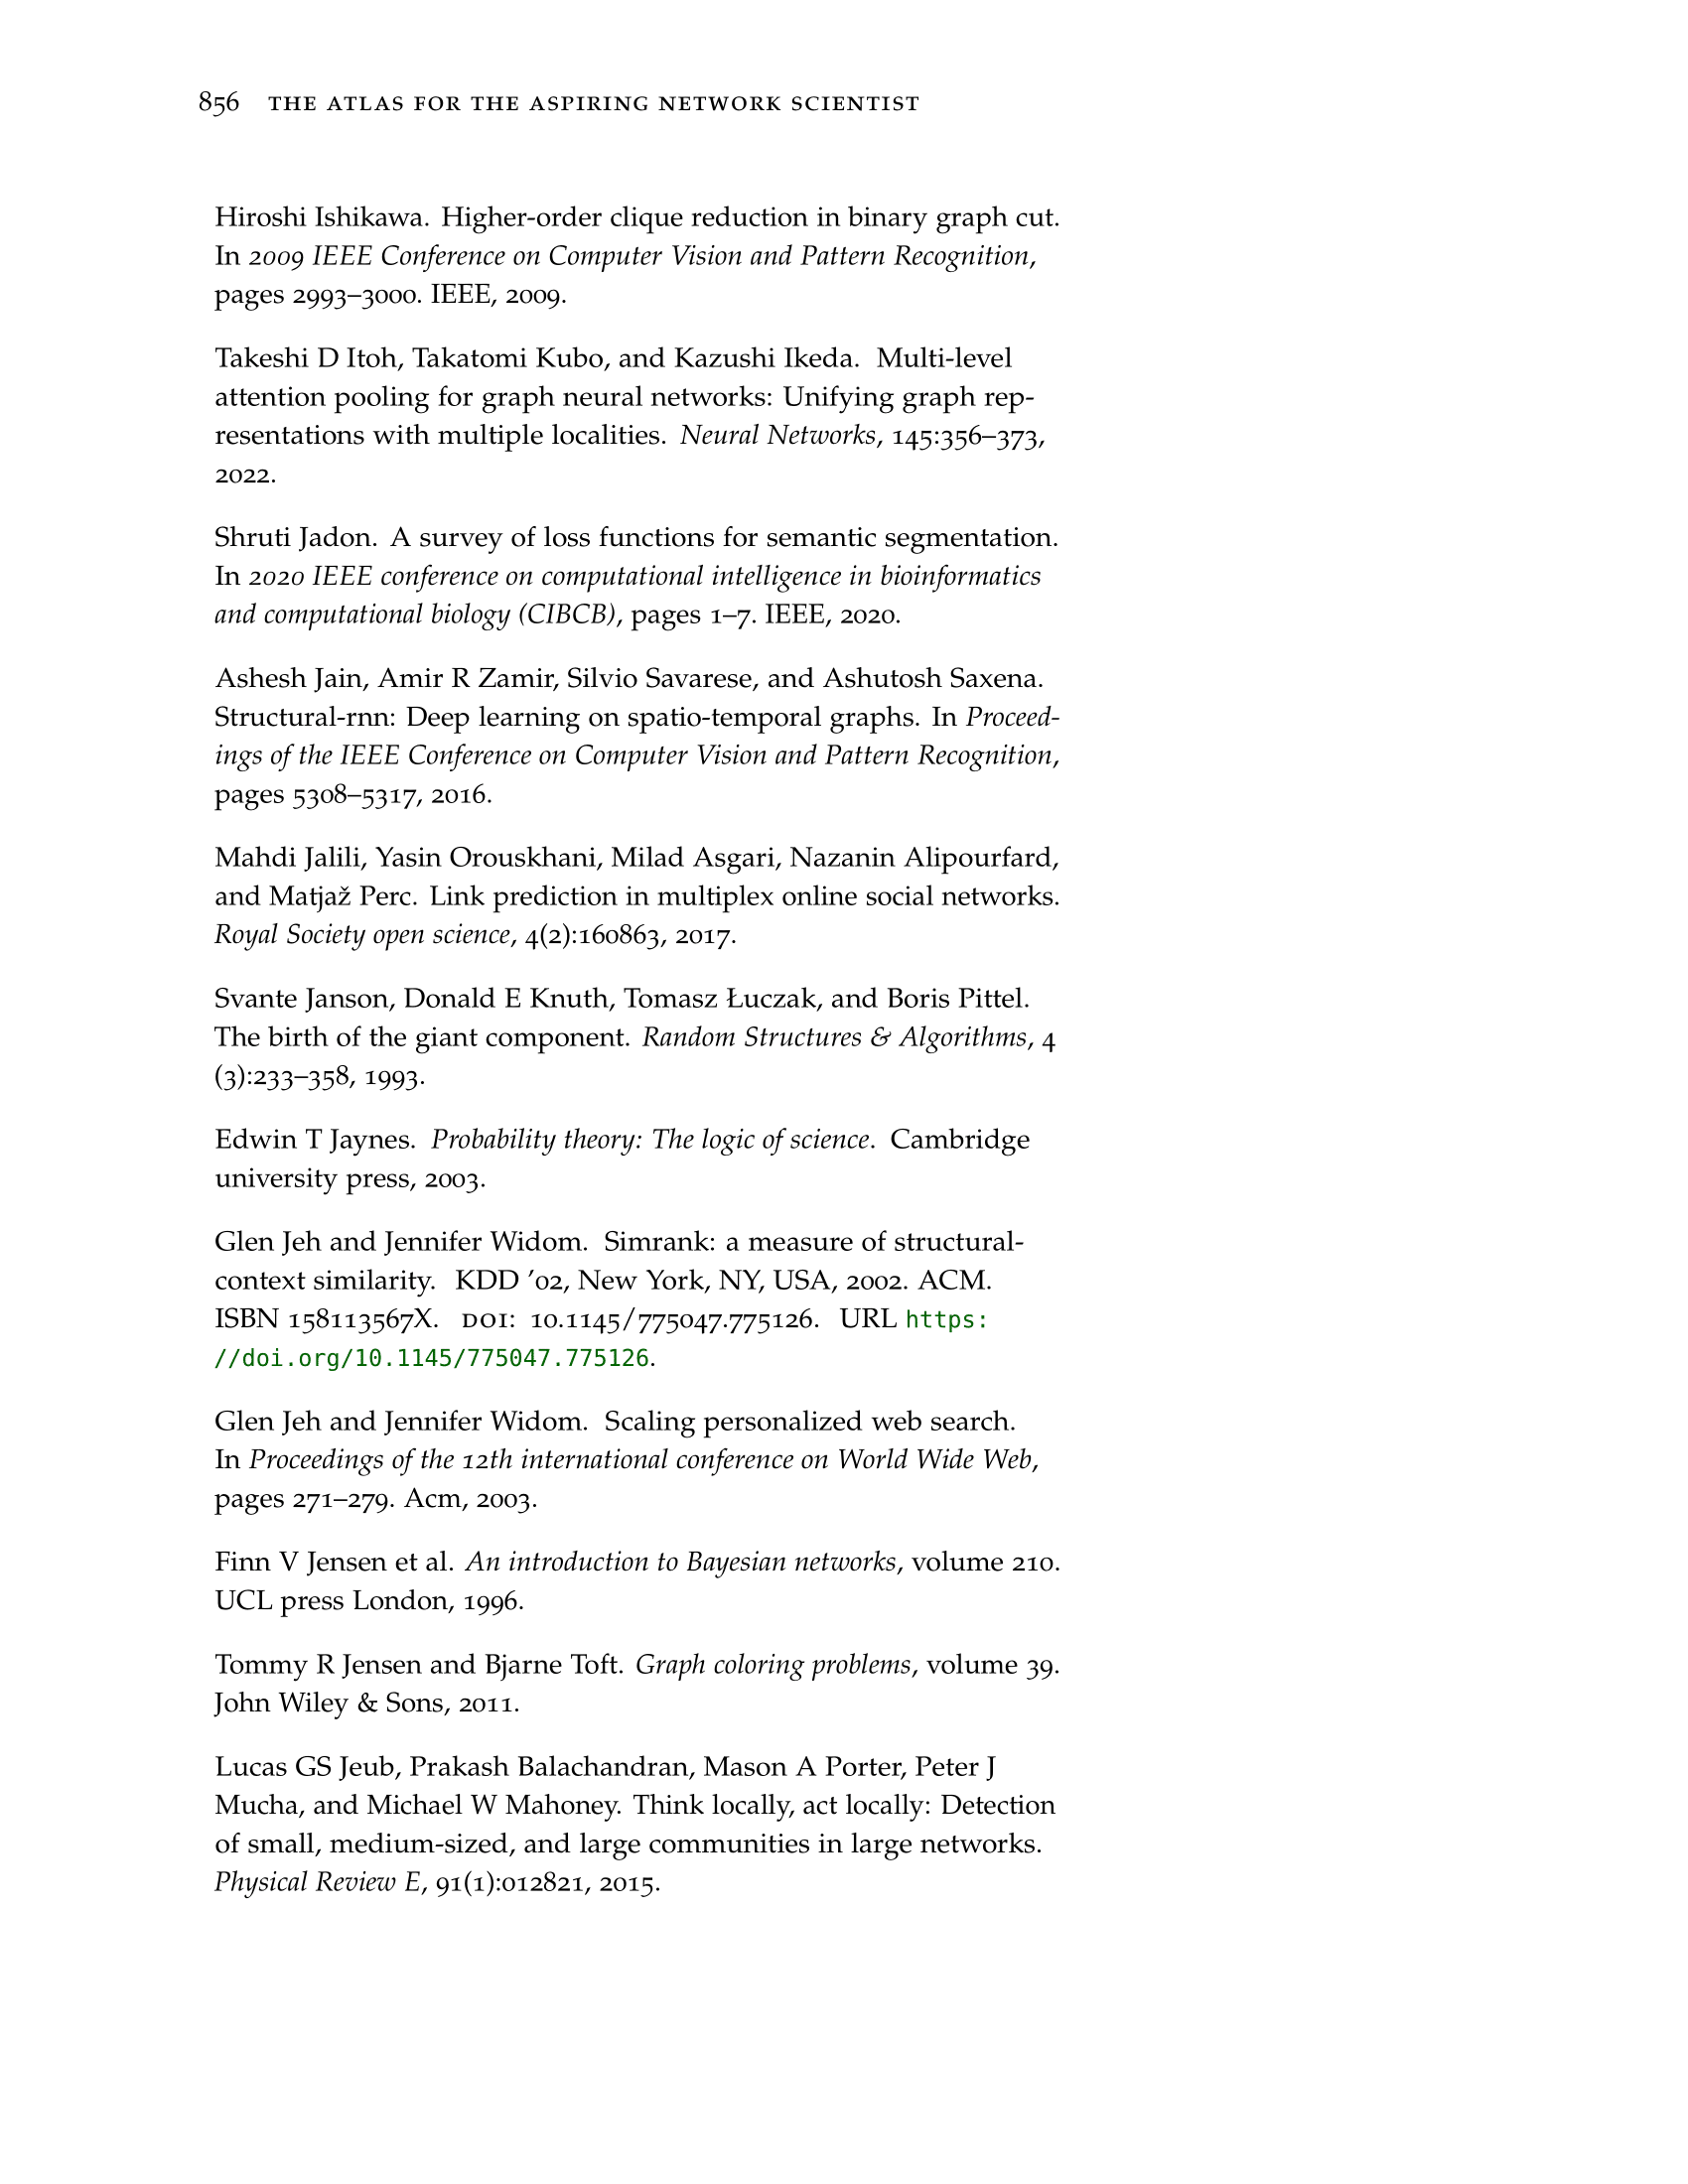 856 THE ATLAS FOR THE ASPIRING NETWORK SCIENTIST
Hiroshi Ishikawa. Higher-order clique reduction in binary graph cut.
In 2009 IEEE Conference on Computer Vision and Pattern Recognition,
pages 2993–3000. IEEE, 2009.
Takeshi D Itoh, Takatomi Kubo, and Kazushi Ikeda. Multi-level
attention pooling for graph neural networks: Unifying graph rep-
resentations with multiple localities. Neural Networks, 145:356–373,
2022.
Shruti Jadon. A survey of loss functions for semantic segmentation.
In 2020 IEEE conference on computational intelligence in bioinformatics
and computational biology (CIBCB), pages 1–7. IEEE, 2020.
Ashesh Jain, Amir R Zamir, Silvio Savarese, and Ashutosh Saxena.
Structural-rnn: Deep learning on spatio-temporal graphs. In Proceed-
ings of the IEEE Conference on Computer Vision and Pattern Recognition,
pages 5308–5317, 2016.
Mahdi Jalili, Yasin Orouskhani, Milad Asgari, Nazanin Alipourfard,
and Matjaž Perc. Link prediction in multiplex online social networks.
Royal Society open science, 4(2):160863, 2017.
Svante Janson, Donald E Knuth, Tomasz Łuczak, and Boris Pittel.
The birth of the giant component. Random Structures & Algorithms, 4
(3):233–358, 1993.
Edwin T Jaynes. Probability theory: The logic of science. Cambridge
university press, 2003.
Glen Jeh and Jennifer Widom. Simrank: a measure of structural-
context similarity. KDD ’02, New York, NY, USA, 2002. ACM.
ISBN 158113567X. DOI: 10.1145/775047.775126. URL https:
//doi.org/10.1145/775047.775126.
Glen Jeh and Jennifer Widom. Scaling personalized web search.
In Proceedings of the 12th international conference on World Wide Web,
pages 271–279. Acm, 2003.
Finn V Jensen et al. An introduction to Bayesian networks, volume 210.
UCL press London, 1996.
Tommy R Jensen and Bjarne Toft. Graph coloring problems, volume 39.
John Wiley & Sons, 2011.
Lucas GS Jeub, Prakash Balachandran, Mason A Porter, Peter J
Mucha, and Michael W Mahoney. Think locally, act locally: Detection
of small, medium-sized, and large communities in large networks.
Physical Review E, 91(1):012821, 2015.